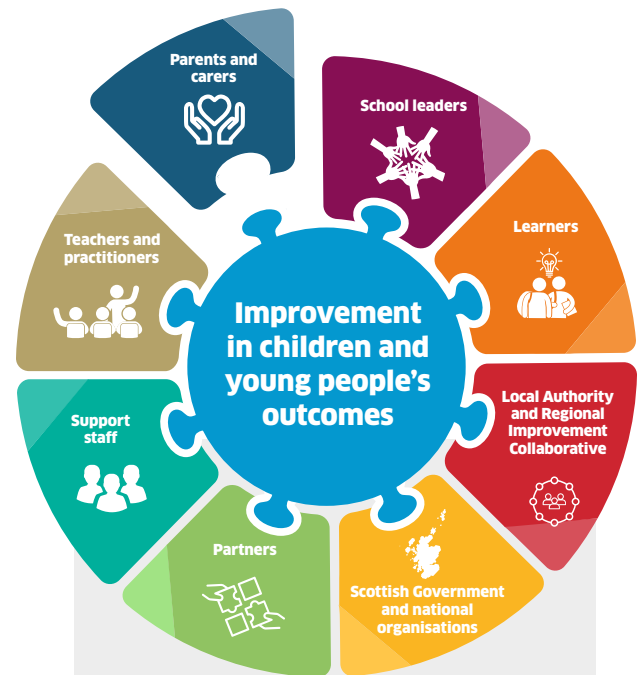 Parents and
carers
School leaders
Learners
Local Authority
and Regional
Improvement
Collaborative
Scottish Government
and national
organisations
Partners
Support
staff
Teachers and
practitioners
Improvement
in children and
young people’s
outcomes